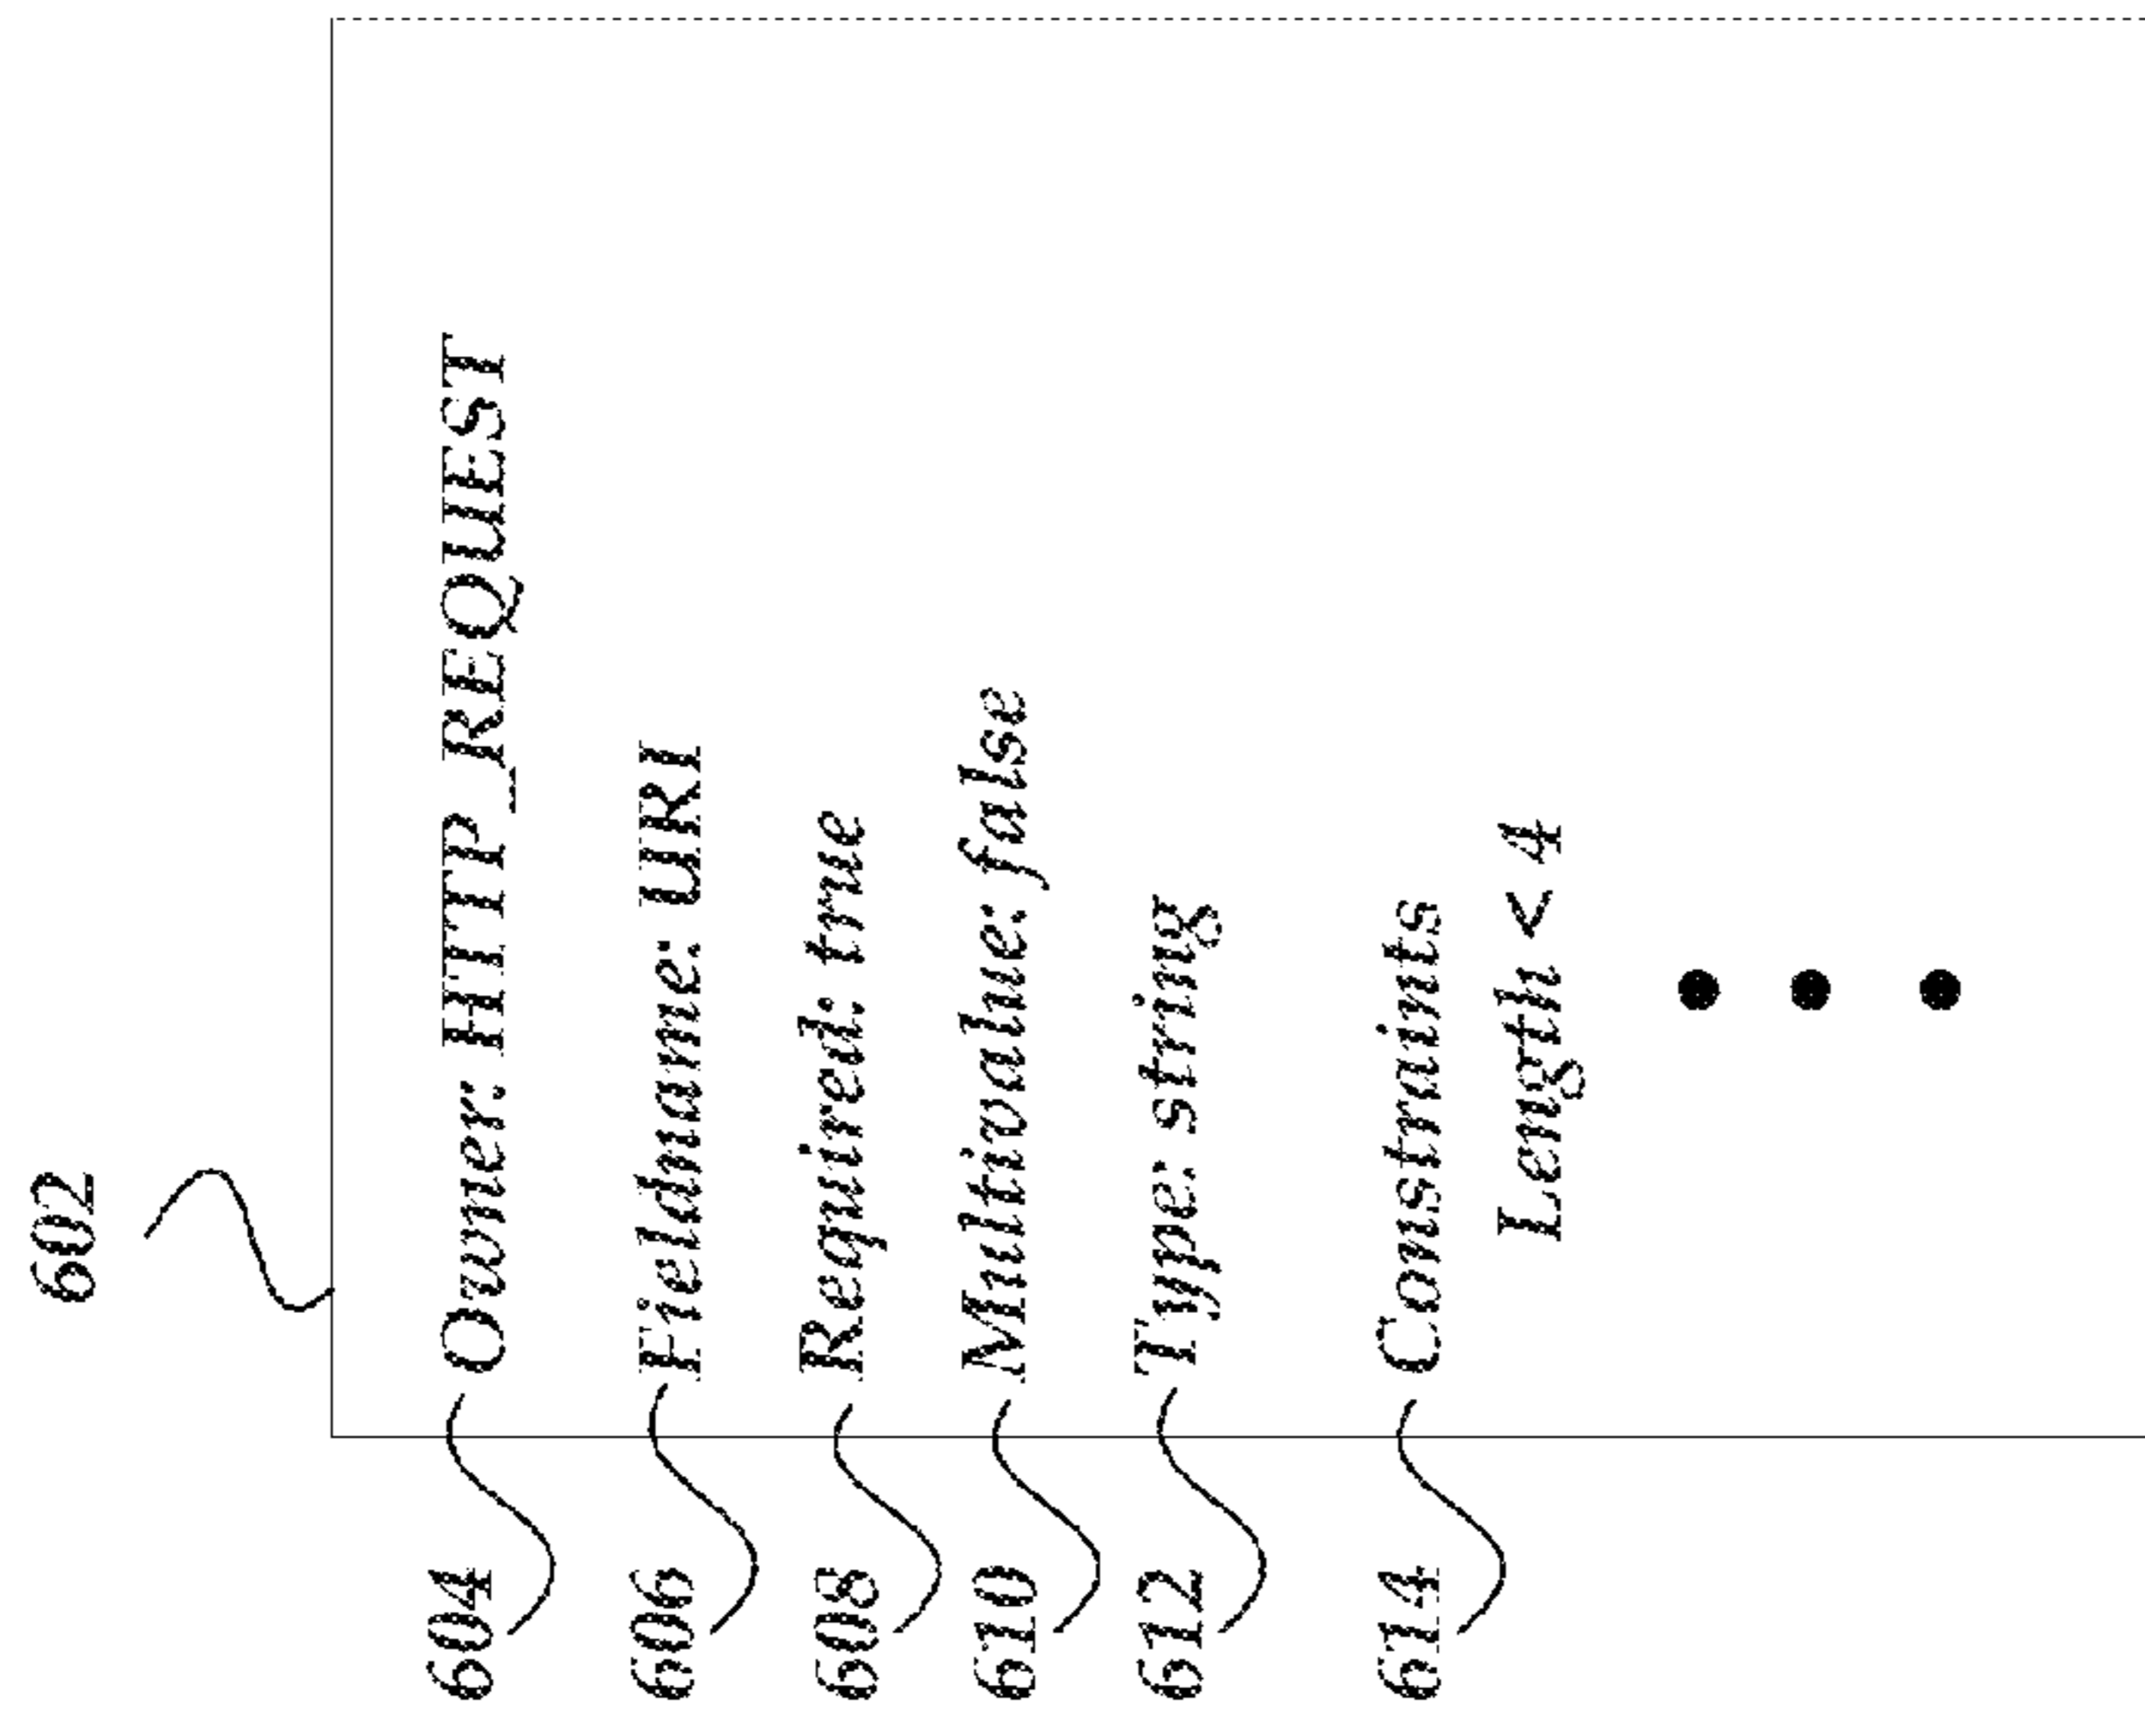 602
604 Owner: HTTP_REQUEST
606 Fieldname: URI
608 Required: true
610 Multivalue: false
612 Type: string
614 Constraints
Length < 4